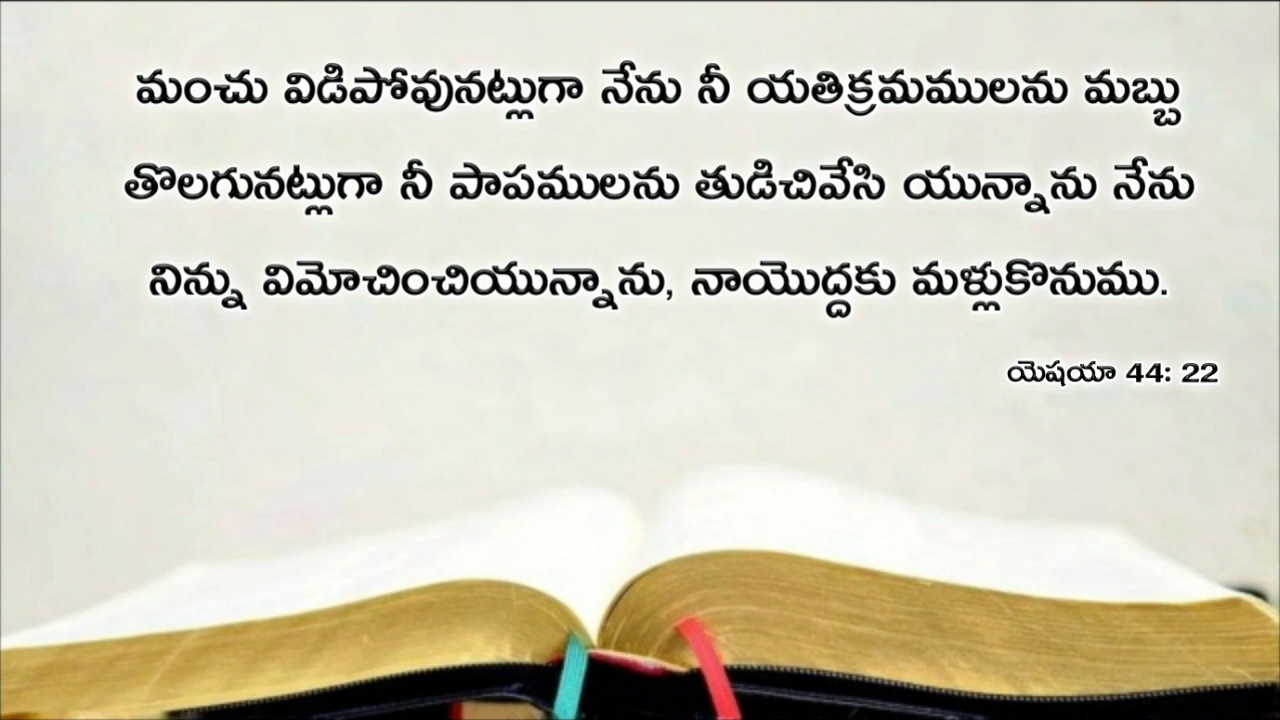 మంచు విడిపోవునట్లుగా నేను నీ యతిక్రమములను మబ్బు
తొలగునట్లుగా నీ పాపములను తుడిచివేసి యున్నాను నేను
నిన్ను విమోచించియున్నాను, నాయొద్దకు మళ్లుకొనుము.
యెషయా 44: 22